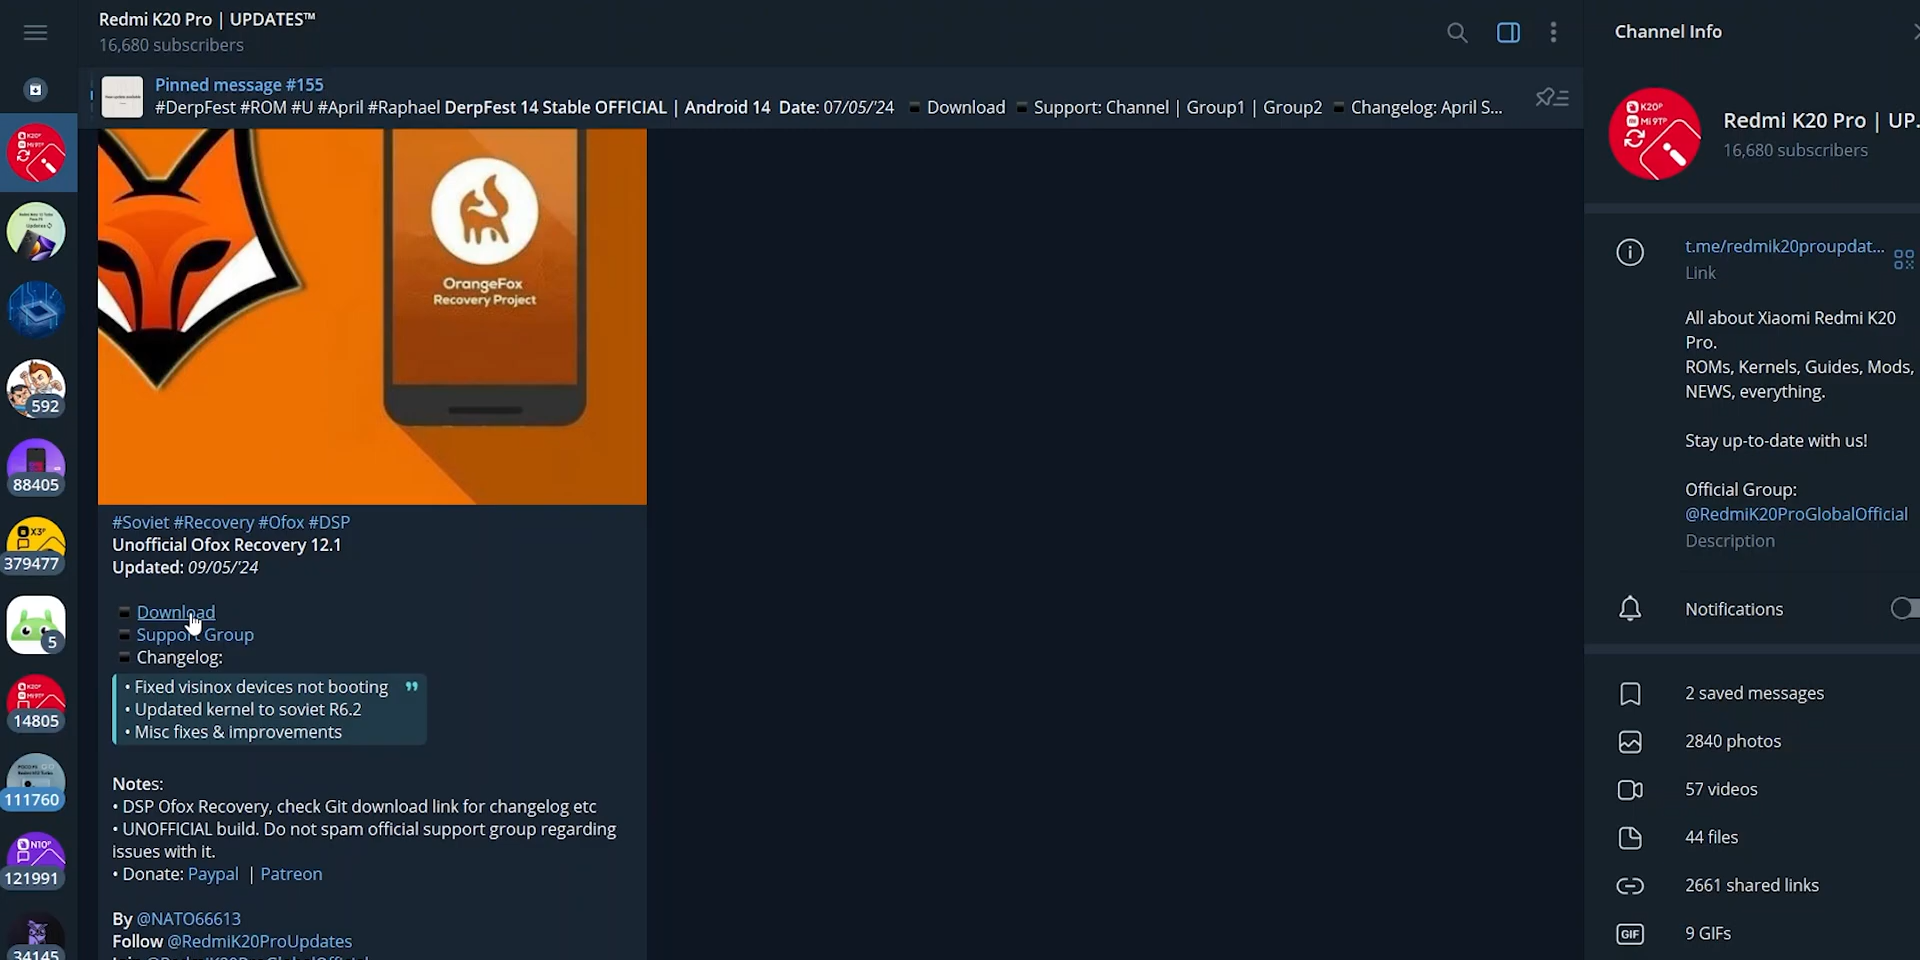 Redmi K20 Pro | UPDATES™
16,680 subscribers
Pinned message #155
#DerpFest #ROM #U #April #Raphael DerpFest 14 Stable OFFICIAL | Android 14 Date: 07/05/'24 ▪ Download ▪ Support: Channel | Group1 | Group2 ▪ Changelog: April S...
OrangeFox
Recovery Project
#Soviet #Recovery #Ofox #DSP
Unofficial Ofox Recovery 12.1
Updated: 09/05/'24
▪ Download
▪ Support Group
▪ Changelog:
• Fixed visinox devices not booting
• Updated kernel to soviet R6.2
• Misc fixes & improvements
Notes:
• DSP Ofox Recovery, check Git download link for changelog etc
• UNOFFICIAL build. Do not spam official support group regarding
issues with it.
• Donate: Paypal | Patreon
By @NATO66613
Follow @RedmiK20ProUpdates
592
88405
379477
5
14805
111760
121991
34145
Channel Info
K20P
Mi 9TP
Redmi K20 Pro | UP...
16,680 subscribers
t.me/redmik20proupdat...
Link
All about Xiaomi Redmi K20
Pro.
ROMs, Kernels, Guides, Mods,
NEWS, everything.
Stay up-to-date with us!
Official Group:
@RedmiK20ProGlobalOfficial
Description
Notifications
2 saved messages
2840 photos
57 videos
44 files
2661 shared links
GIF
9 GIFs